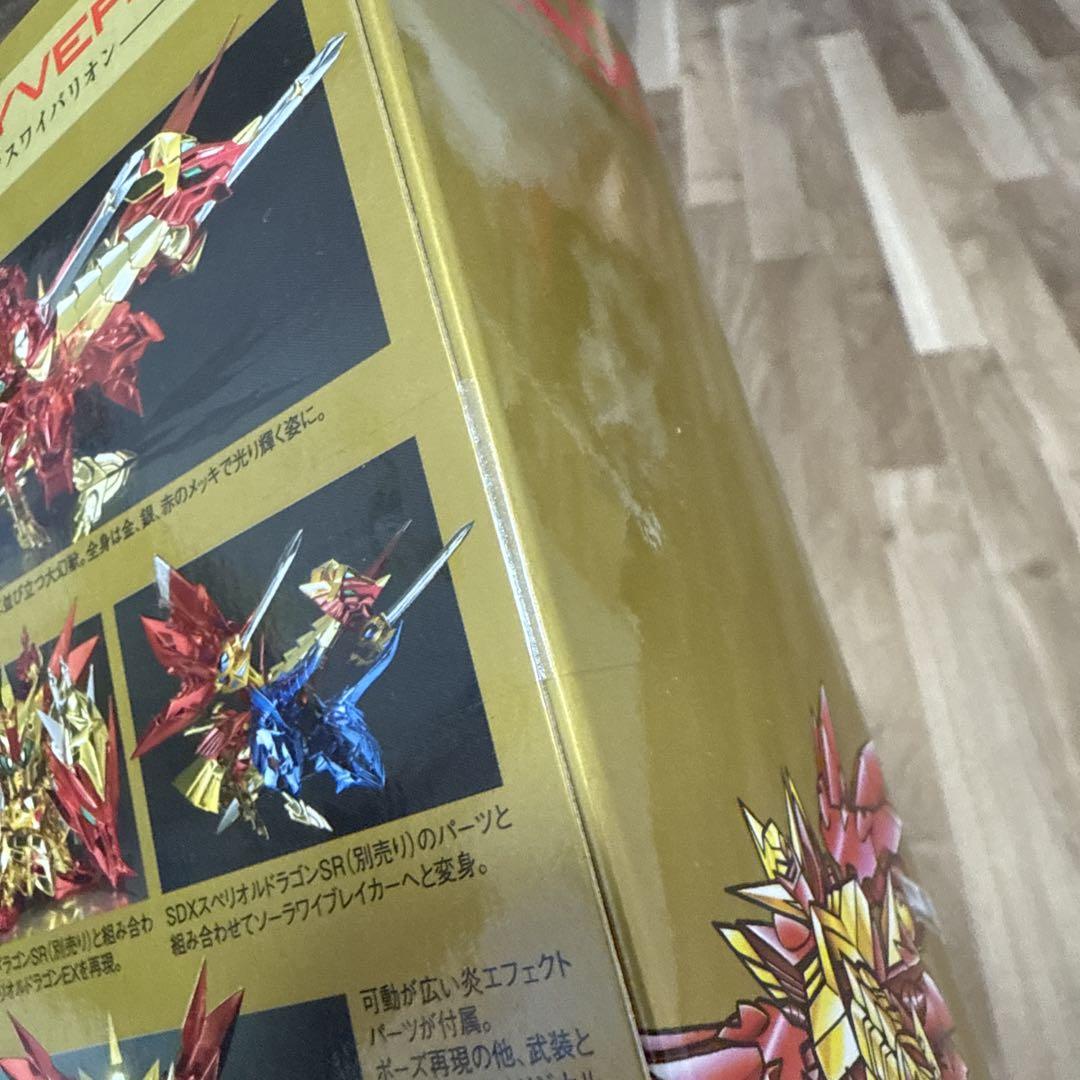 YVER
スワイバリオン
並び立つ大幻獣。全身は金、銀、赤のメッキで光り輝く姿に。
ラゴンSR(別売り)と組み合わ
リオルドラゴンEXを再現。
SDXスペリオルドラゴンSR(別売り)のパーツと
組み合わせてソーラワイブレイカーへと変身。
可動が広い炎エフェクト
パーツが付属。
ポーズ再現の他、武装と